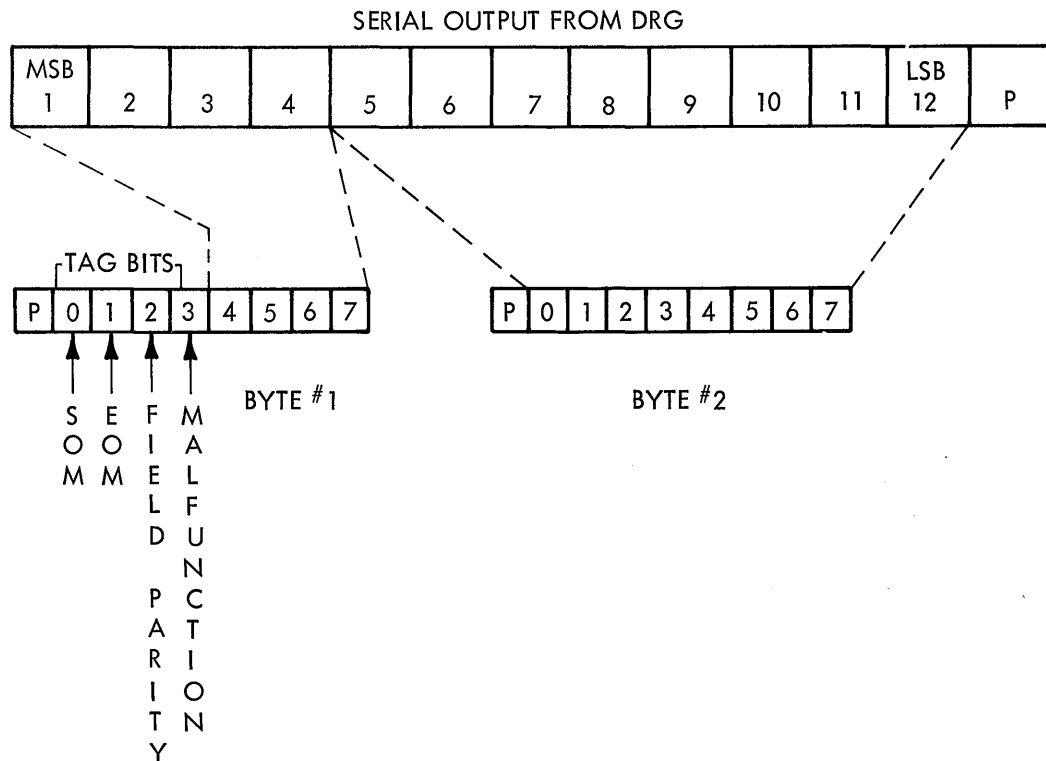 SERIAL OUTPUT FROM DRG
MSB LSB
1 2 3 4 5 6 7 8 9 10 11 12 P
TAG BITS
P 0 1 2 3 4 5 6 7 P 0 1 2 3 4 5 6 7
BYTE #1 BYTE #2
SOM
EOM
FIELD PARITY
MALFUNCTION